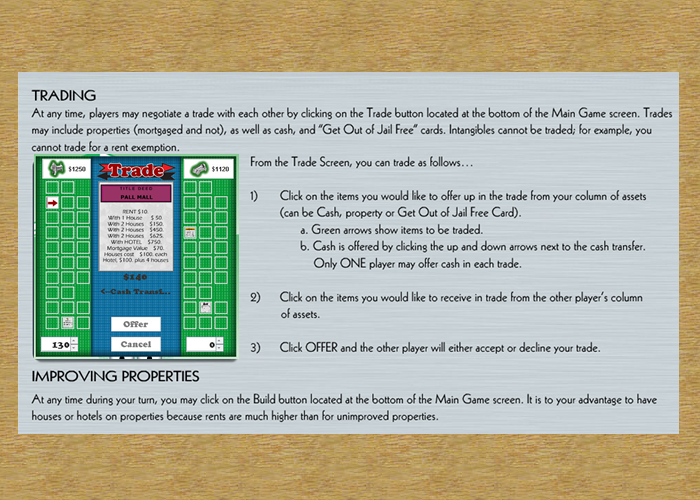 TRADING
At any time, players may negotiate a trade with each other by clicking on the Trade button located at the bottom of the Main Game screen. Trades
may include properties (mortgaged and not), as well as cash, and “Get Out of Jail Free” cards. Intangibles cannot be traded; for example, you
cannot trade for a rent exemption.
$1250
Trade
$1120
TITLE DEED
PALL MALL
RENT $10.
With 1 House $ 50.
With 2 Houses $150.
With 2 Houses $450.
With 2 Houses $625.
With HOTEL $750.
Mortgage Value $70.
Houses cost $100. each
Hotel, $100. plus 4 houses
$140
<-Cash Transf...
Offer
Cancel
130
0
From the Trade Screen, you can trade as follows…
1) Click on the items you would like to offer up in the trade from your column of assets
(can be Cash, property or Get Out of Jail Free Card).
a. Green arrows show items to be traded.
b. Cash is offered by clicking the up and down arrows next to the cash transfer.
Only ONE player may offer cash in each trade.
2) Click on the items you would like to receive in trade from the other player’s column
of assets.
3) Click OFFER and the other player will either accept or decline your trade.
IMPROVING PROPERTIES
At any time during your turn, you may click on the Build button located at the bottom of the Main Game screen. It is to your advantage to have
houses or hotels on properties because rents are much higher than for unimproved properties.